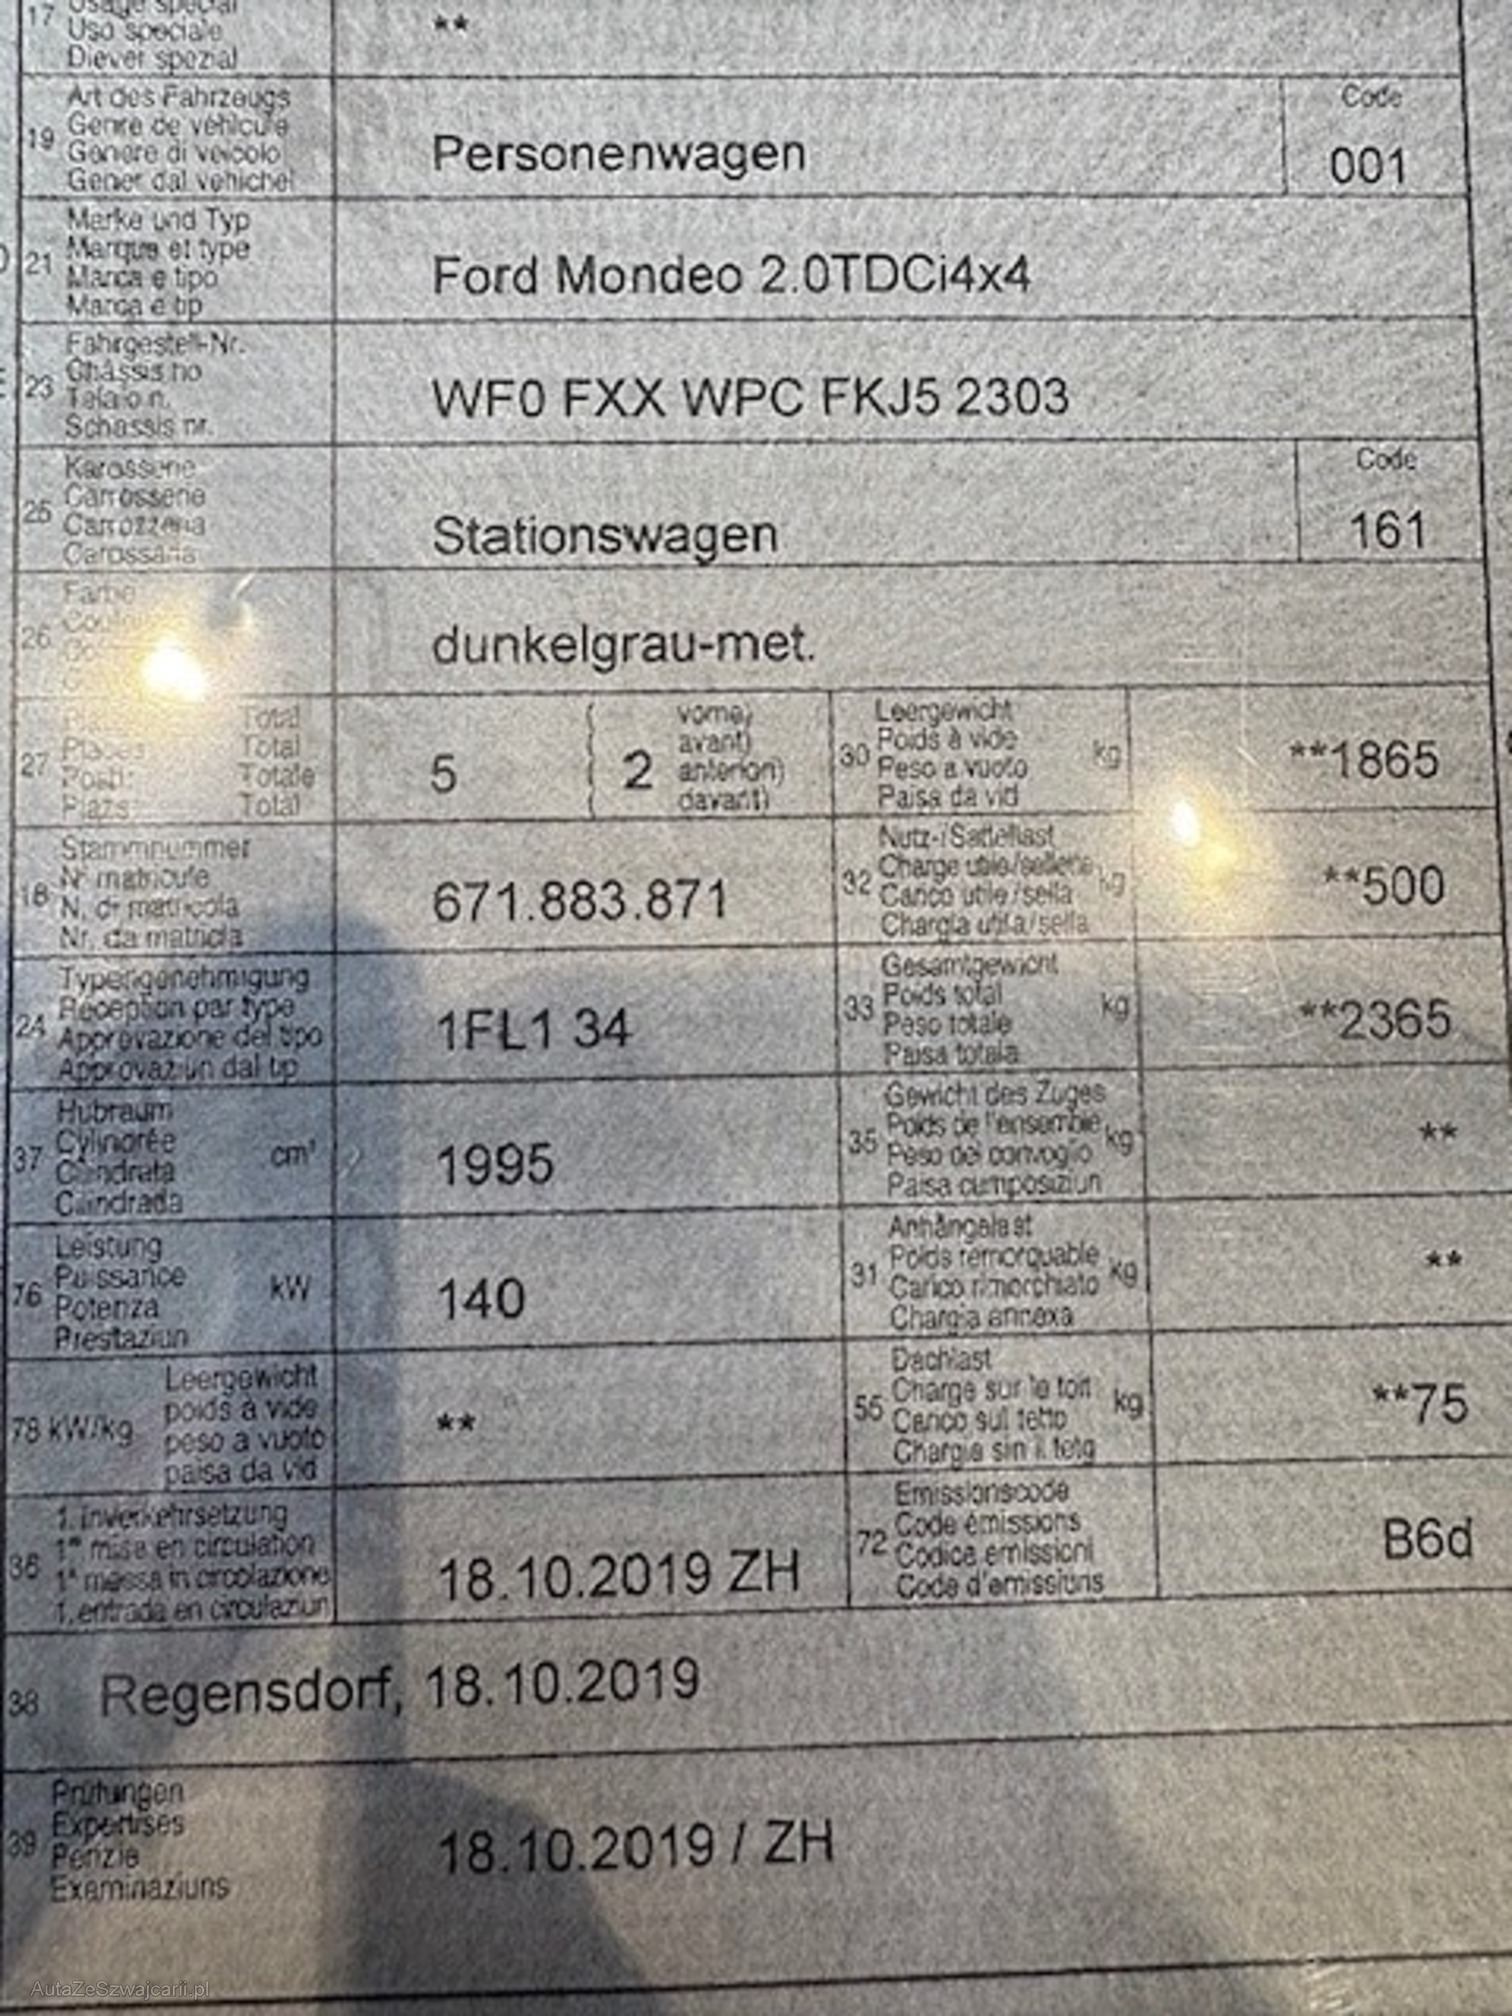 17 Usage spécial
Uso speciale
Diever spezial
**
19 Art des Fahrzeugs
Genre de véhicule
Genere di veicolo
Gener dal vehichel
Personenwagen
Code
001
21 Marke und Typ
Marque et type
Marca e tipo
Marca e tip
Ford Mondeo 2.0TDCi4x4
23 Fahrgestell-Nr.
Châssis no
Telaio n.
Schassis nr.
WF0 FXX WPC FKJ5 2303
25 Karosserie
Carrosserie
Carrozzeria
Carossaria
Stationswagen
Code
161
26 Farbe
dunkelgrau-met.
27 Total
Places Total
Posti Totale
Plazs Total
5
2
vorne)
avant)
anteriori)
davant)
30 Leergewicht
Poids à vide
Peso a vuoto
Paisa da vid
kg
**1865
18 Stammnummer
N° matricule
N. di matricola
Nr. da matricla
671.883.871
32 Nutz-/Sattellast
Charge utile/sellette
Carico utile/sella
Chargia utila/sella
kg
**500
24 Typengenehmigung
Réception par type
Approvazione del tipo
Approvaziun dal tip
1FL1 34
33 Gesamtgewicht
Poids total
Peso totale
Paisa totala
kg
**2365
37 Hubraum
Cylindrée
Cilindrata
Cilindrada
cm³
1995
35 Gewicht des Zuges
Poids de l'ensemble
Peso del convoglio
Paisa cumposiziun
kg
**
76 Leistung
Puissance
Potenza
Prestaziun
kW
140
31 Anhängelast
Poids remorquable
Carico rimorchiato
Chargia annexa
kg
**
78 kW/kg
Leergewicht
poids à vide
peso a vuoto
paisa da vid
**
55 Dachlast
Charge sur le toit
Carico sul tetto
Chargia sin il tetg
kg
**75
36 1. Inverkehrsetzung
1re mise en circulation
1a messa in circolazione
1. entrada en circulaziun
18.10.2019 ZH
72 Emissionscode
Code émissions
Codice emissioni
Code d'emissiuns
B6d
38 Regensdorf, 18.10.2019
39 Prüfungen
Expertises
Perizie
Examinaziuns
18.10.2019 / ZH
AutaZeSzwajcarii.pl